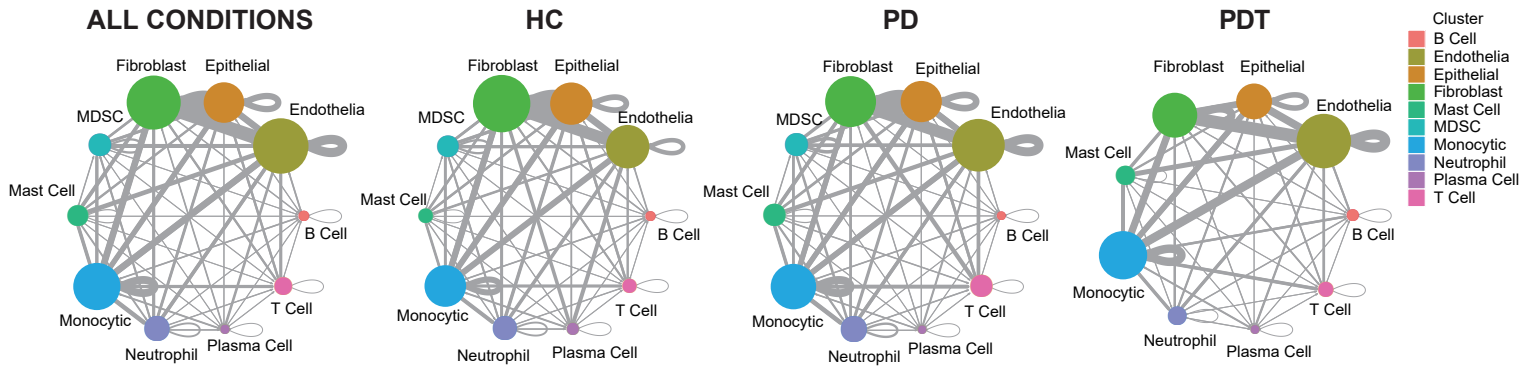 ALL CONDITIONS
HC
PD
PDT
Fibroblast
Epithelial
Endothelia
MDSC
Mast Cell
Monocytic
Neutrophil
Plasma Cell
T Cell
B Cell
Fibroblast
Epithelial
Endothelia
MDSC
Mast Cell
Monocytic
Neutrophil
Plasma Cell
T Cell
B Cell
Fibroblast
Epithelial
Endothelia
MDSC
Mast Cell
Monocytic
Neutrophil
Plasma Cell
T Cell
B Cell
Fibroblast
Epithelial
Endothelia
Mast Cell
Monocytic
Neutrophil
Plasma Cell
T Cell
B Cell
Cluster
B Cell
Endothelia
Epithelial
Fibroblast
Mast Cell
MDSC
Monocytic
Neutrophil
Plasma Cell
T Cell